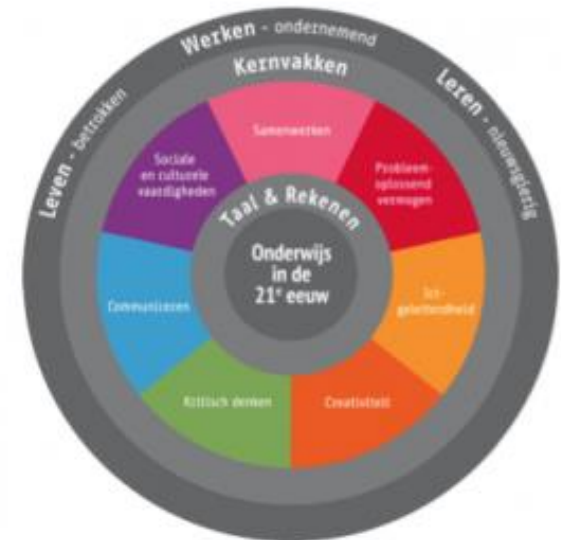 Werken - ondernemend
Leren - nieuwsgierig
Leven - betrokken
Kernvakken
Samenwerken
Probleem-
oplossend
vermogen
Ict-
geletterdheid
Creativiteit
Kritisch denken
Communiceren
Sociale
en culturele
vaardigheden
Taal & Rekenen
Onderwijs
in de
21e eeuw